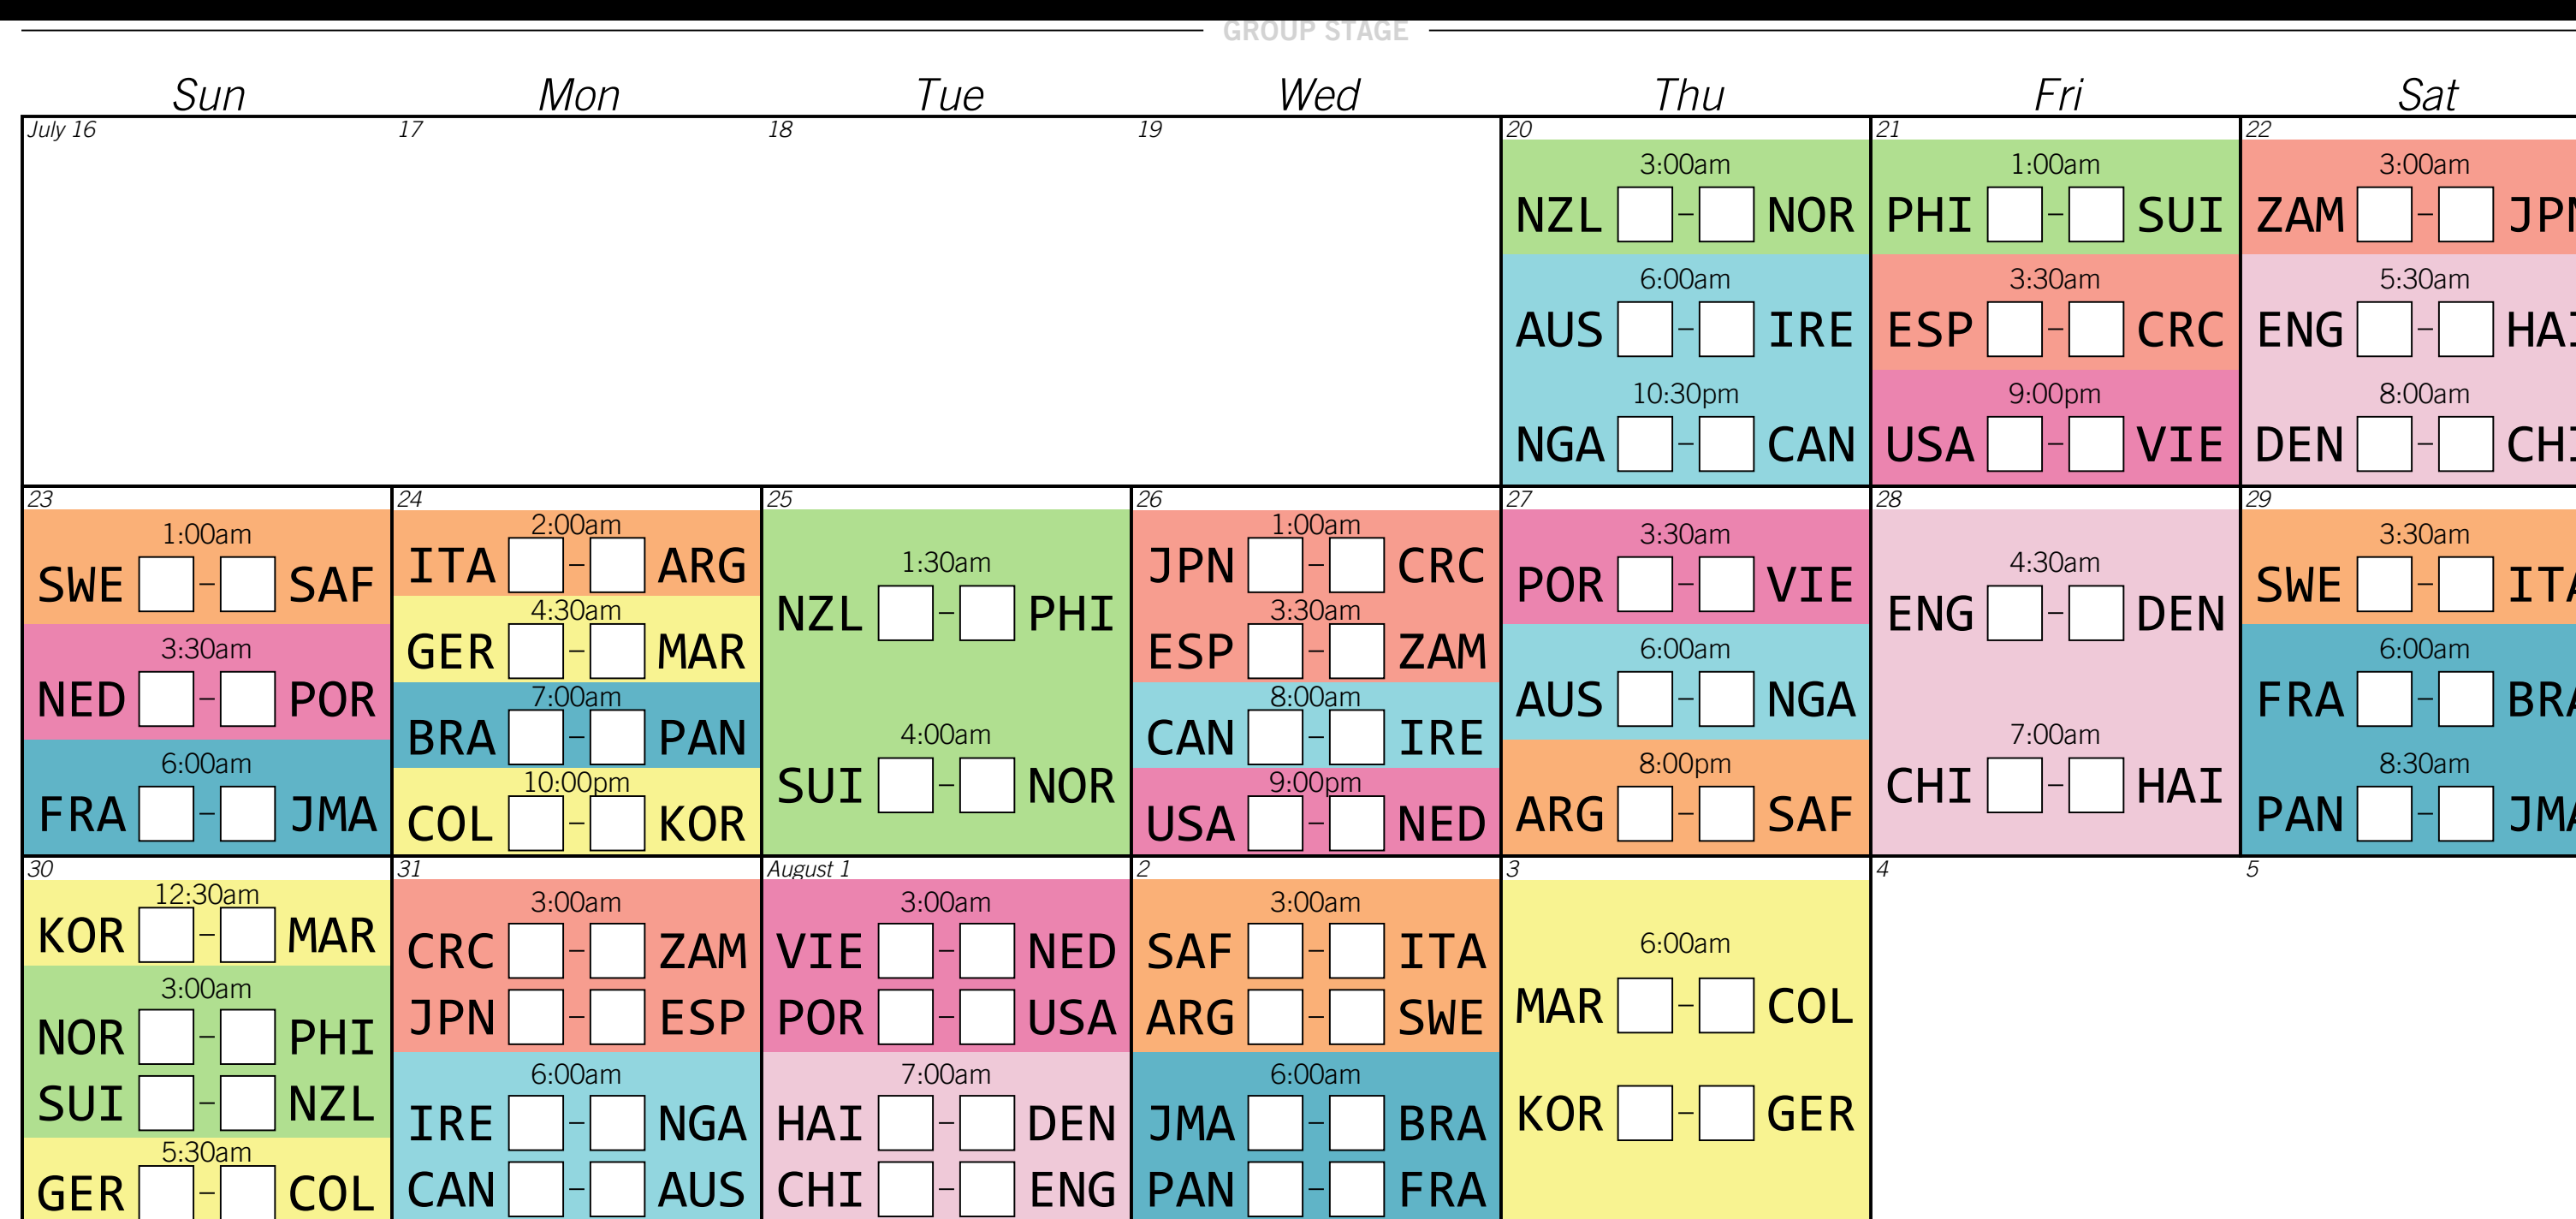 GROUP STAGE
Sun Mon Tue Wed Thu Fri Sat
July 16
17
18
19
20
3:00am
NZL - NOR
6:00am
AUS - IRE
10:30pm
NGA - CAN
21
1:00am
PHI - SUI
3:30am
ESP - CRC
9:00pm
USA - VIE
22
3:00am
ZAM - JPN
5:30am
ENG - HAI
8:00am
DEN - CHI
23
1:00am
SWE - SAF
3:30am
NED - POR
6:00am
FRA - JMA
24
2:00am
ITA - ARG
4:30am
GER - MAR
7:00am
BRA - PAN
10:00pm
COL - KOR
25
1:30am
NZL - PHI
4:00am
SUI - NOR
26
1:00am
JPN - CRC
3:30am
ESP - ZAM
8:00am
CAN - IRE
9:00pm
USA - NED
27
3:30am
POR - VIE
6:00am
AUS - NGA
8:00pm
ARG - SAF
28
4:30am
ENG - DEN
7:00am
CHI - HAI
29
3:30am
SWE - ITA
6:00am
FRA - BRA
8:30am
PAN - JMA
30
12:30am
KOR - MAR
3:00am
NOR - PHI
SUI - NZL
5:30am
GER - COL
31
3:00am
CRC - ZAM
JPN - ESP
6:00am
IRE - NGA
CAN - AUS
August 1
3:00am
VIE - NED
POR - USA
7:00am
HAI - DEN
CHI - ENG
2
3:00am
SAF - ITA
ARG - SWE
6:00am
JMA - BRA
PAN - FRA
3
6:00am
MAR - COL
KOR - GER
4
5